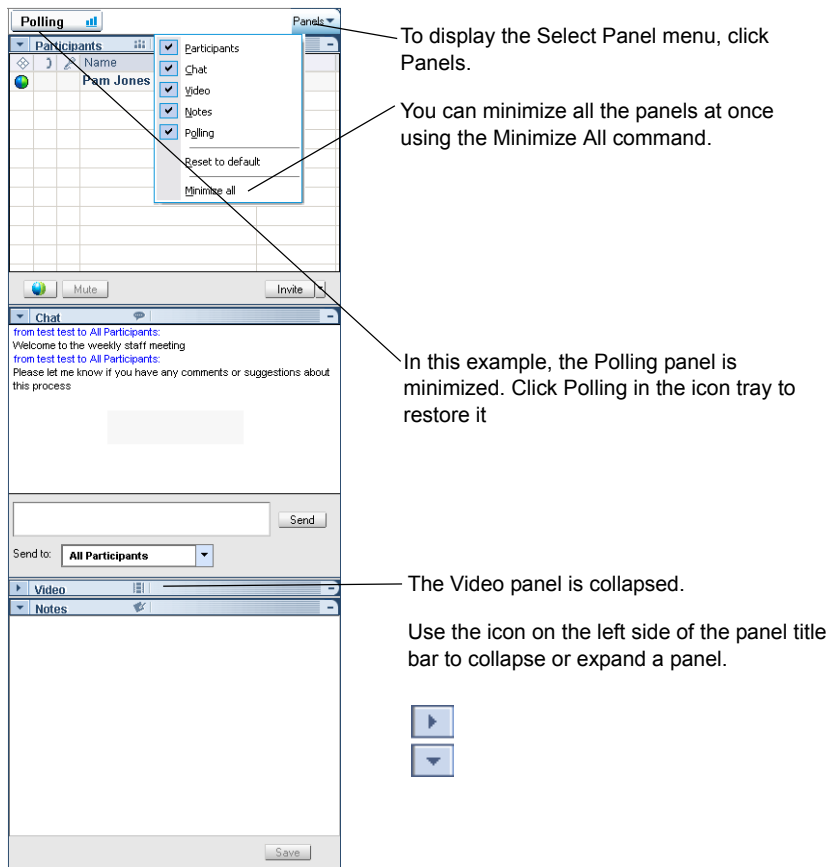 Polling
Panels
Participants
Name
Pam Jones
Participants
Chat
Video
Notes
Polling
Reset to default
Minimize all
Mute
Invite
Chat
from test test to All Participants:
Welcome to the weekly staff meeting
from test test to All Participants:
Please let me know if you have any comments or suggestions about
this process
Send
Send to:
All Participants
Video
Notes
Save
To display the Select Panel menu, click
Panels.
You can minimize all the panels at once
using the Minimize All command.
In this example, the Polling panel is
minimized. Click Polling in the icon tray to
restore it
The Video panel is collapsed.
Use the icon on the left side of the panel title
bar to collapse or expand a panel.